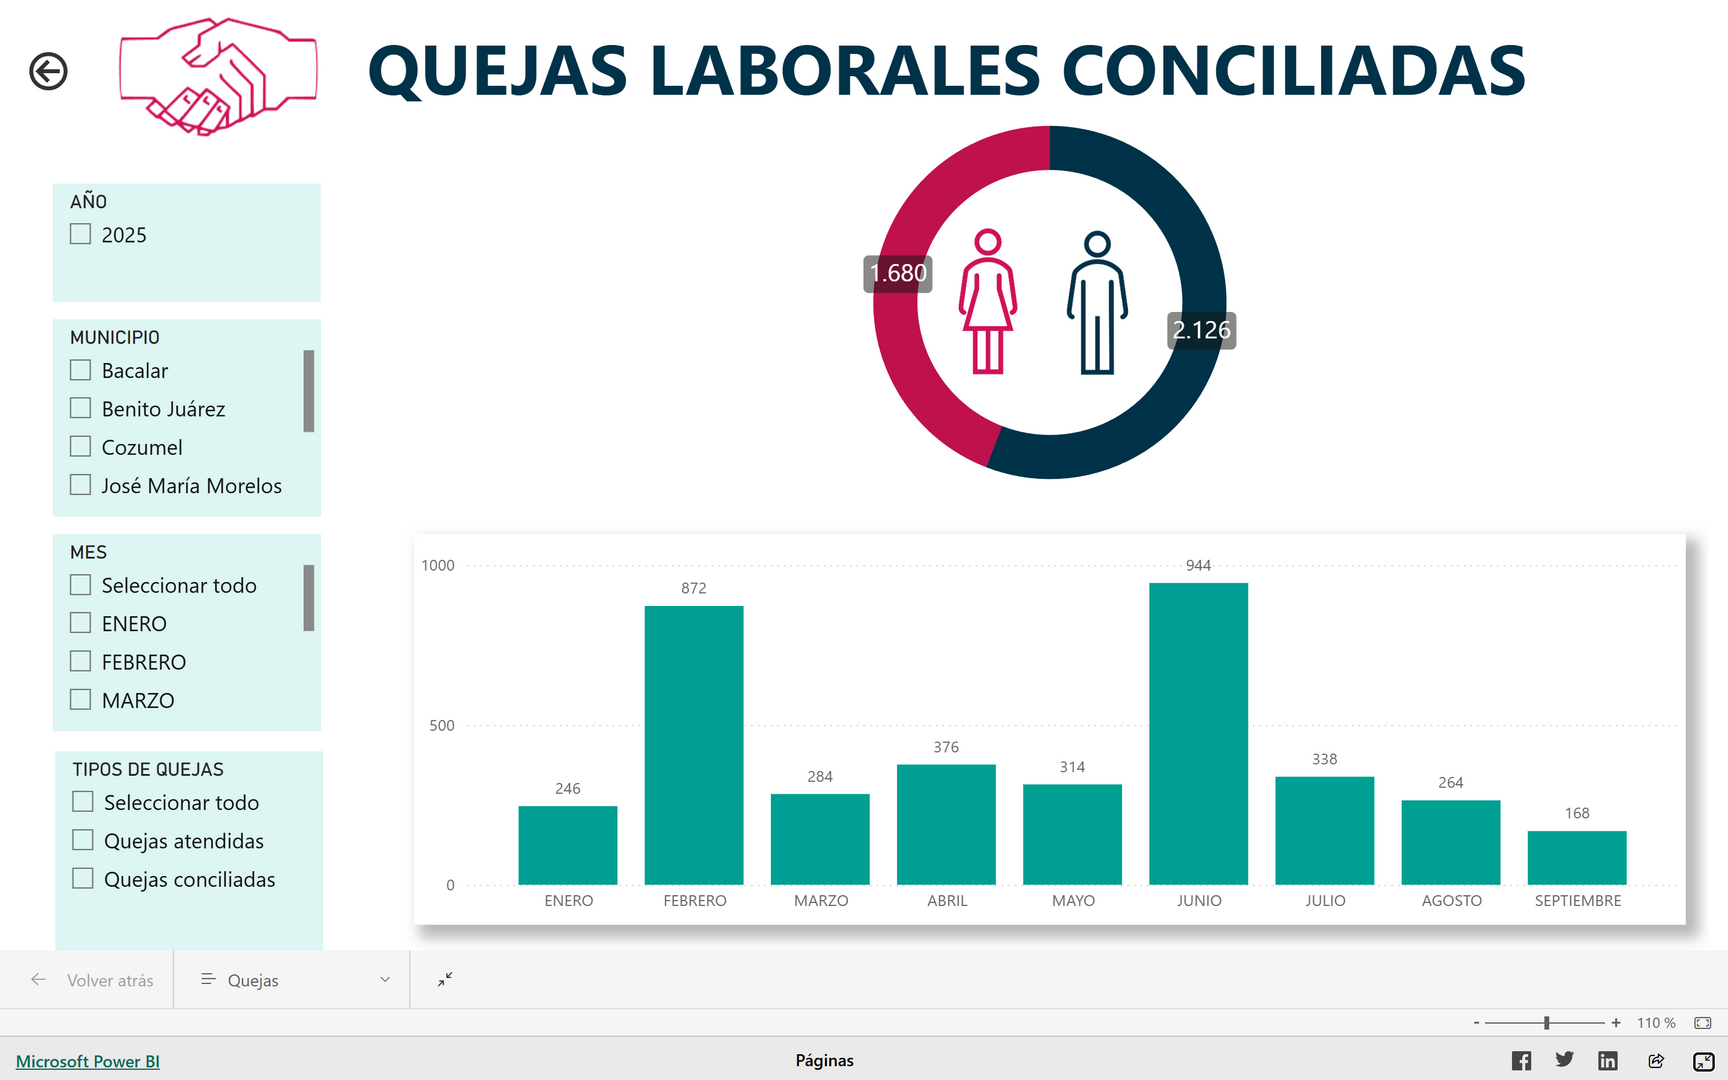 QUEJAS LABORALES CONCILIADAS
AÑO
2025
MUNICIPIO
Bacalar
Benito Juárez
Cozumel
José María Morelos
MES
Seleccionar todo
ENERO
FEBRERO
MARZO
TIPOS DE QUEJAS
Seleccionar todo
Quejas atendidas
Quejas conciliadas
1.680
2.126
1000
500
0
246
872
284
376
314
944
338
264
168
ENERO
FEBRERO
MARZO
ABRIL
MAYO
JUNIO
JULIO
AGOSTO
SEPTIEMBRE
Volver atrás
Quejas
- + 110 %
Microsoft Power BI
Páginas